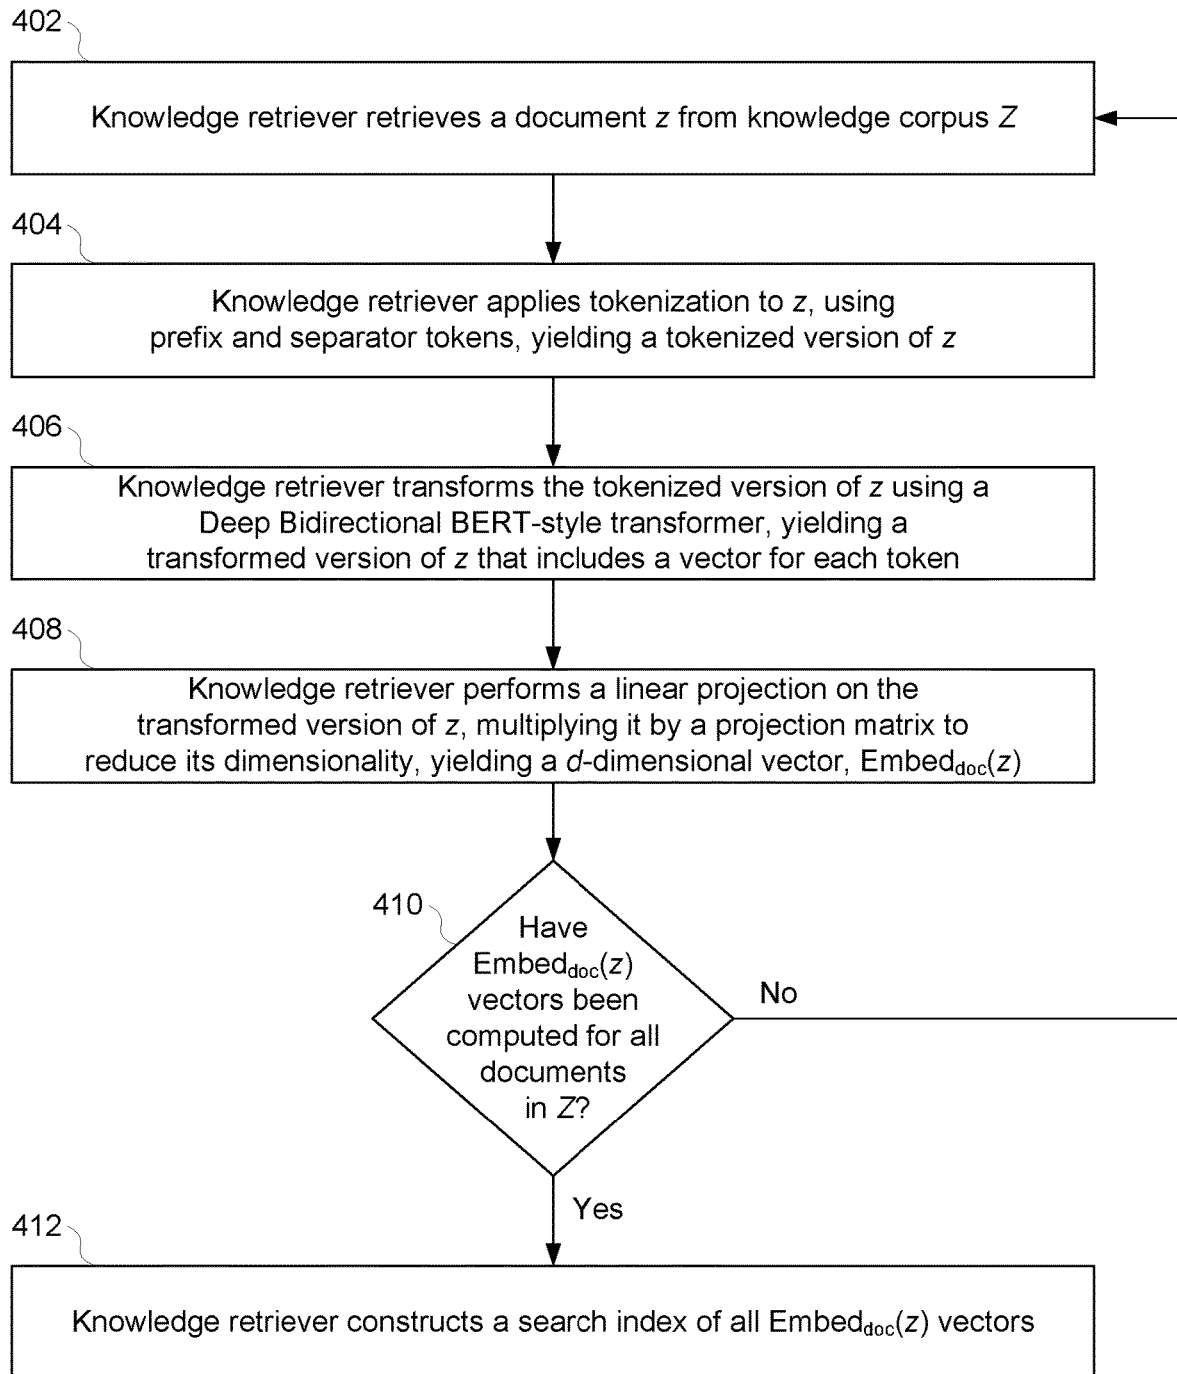 402
Knowledge retriever retrieves a document z from knowledge corpus Z
404
Knowledge retriever applies tokenization to z, using
prefix and separator tokens, yielding a tokenized version of z
406
Knowledge retriever transforms the tokenized version of z using a
Deep Bidirectional BERT-style transformer, yielding a
transformed version of z that includes a vector for each token
408
Knowledge retriever performs a linear projection on the
transformed version of z, multiplying it by a projection matrix to
reduce its dimensionality, yielding a d-dimensional vector, Embeddoc(z)
410
Have
Embeddoc(z)
vectors been
computed for all
documents
in Z?
No
Yes
412
Knowledge retriever constructs a search index of all Embeddoc(z) vectors